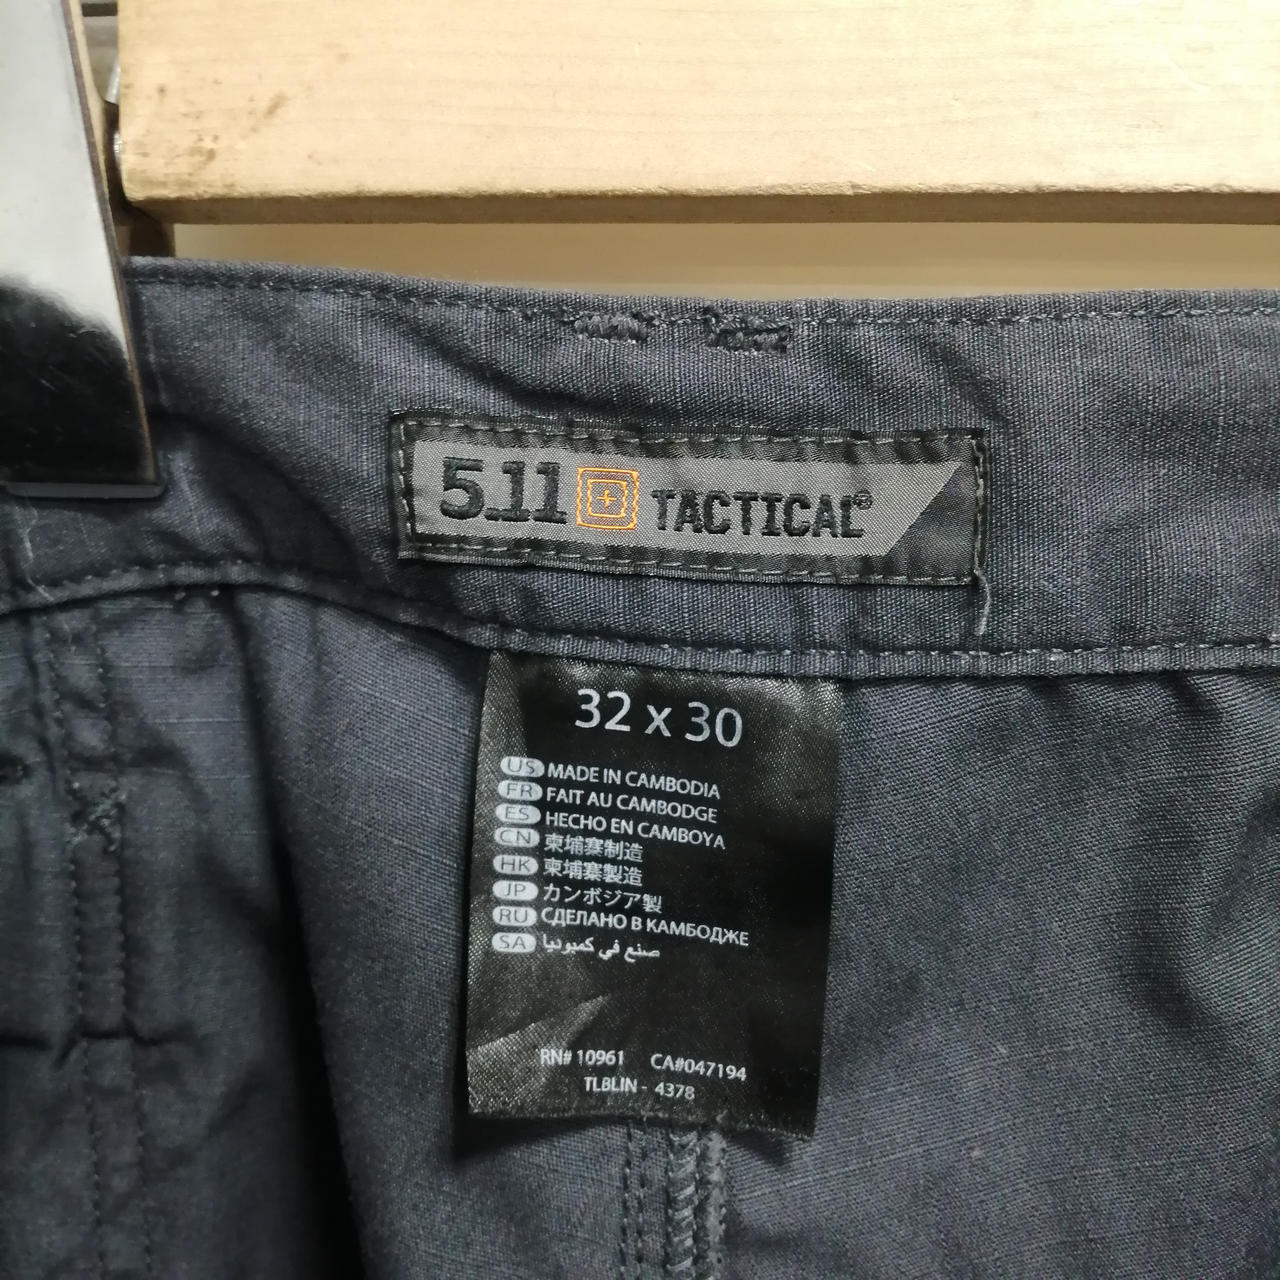 5.11 TACTICAL®
32 x 30
US MADE IN CAMBODIA
FR FAIT AU CAMBODGE
ES HECHO EN CAMBOYA
CN 柬埔寨制造
HK 柬埔寨製造
JP カンボジア製
RU СДЕЛАНО В КАМБОДЖЕ
SA صنع في كمبوديا
RN# 10961 CA#047194
TLBLIN - 4378